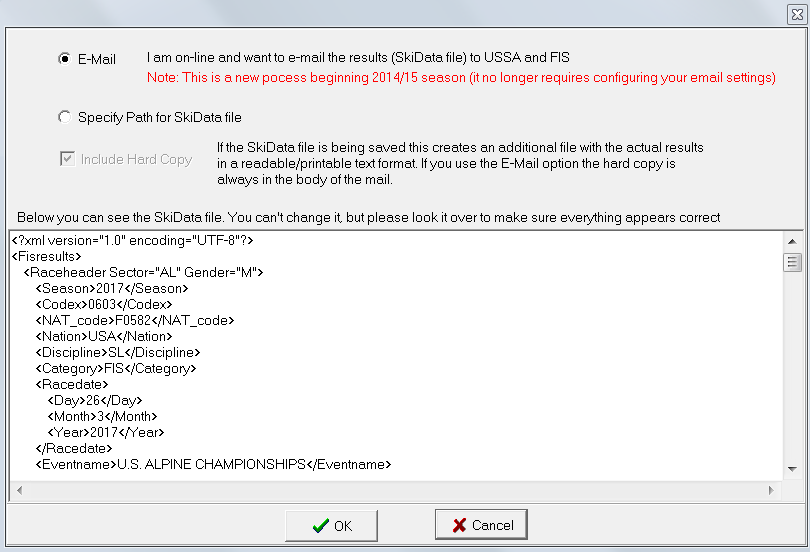 E-Mail I am on-line and want to e-mail the results (SkiData file) to USSA and FIS
Note: This is a new pocess beginning 2014/15 season (it no longer requires configuring your email settings)
Specify Path for SkiData file
Include Hard Copy
If the SkiData file is being saved this creates an additional file with the actual results
in a readable/printable text format. If you use the E-Mail option the hard copy is
always in the body of the mail.
Below you can see the SkiData file. You can't change it, but please look it over to make sure everything appears correct
<?xml version="1.0" encoding="UTF-8"?>
<Fisresults>
<Raceheader Sector="AL" Gender="M">
<Season>2017</Season>
<Codex>0603</Codex>
<NAT_code>F0582</NAT_code>
<Nation>USA</Nation>
<Discipline>SL</Discipline>
<Category>FIS</Category>
<Racedate>
<Day>26</Day>
<Month>3</Month>
<Year>2017</Year>
</Racedate>
<Eventname>U.S. ALPINE CHAMPIONSHIPS</Eventname>
OK Cancel